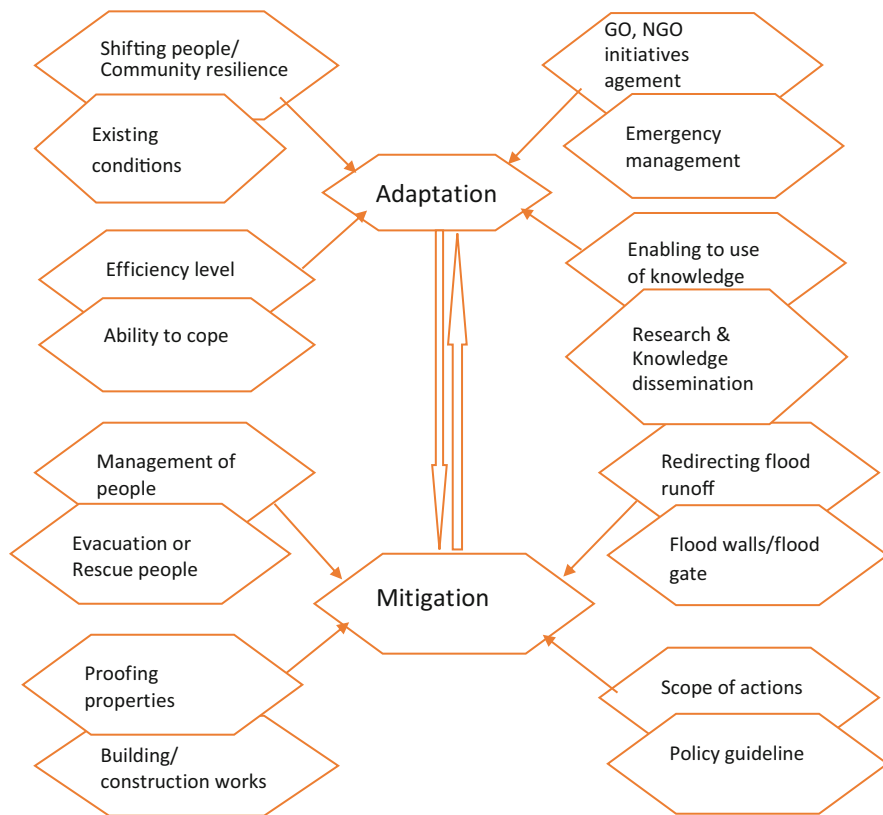 Shifting people/
Community resilience
Existing
conditions
GO, NGO
initiatives
agement
Emergency
management
Adaptation
Efficiency level
Ability to cope
Enabling to use
of knowledge
Research &
Knowledge
dissemination
Management of
people
Evacuation or
Rescue people
Redirecting flood
runoff
Flood walls/flood
gate
Mitigation
Proofing
properties
Building/
construction works
Scope of actions
Policy guideline